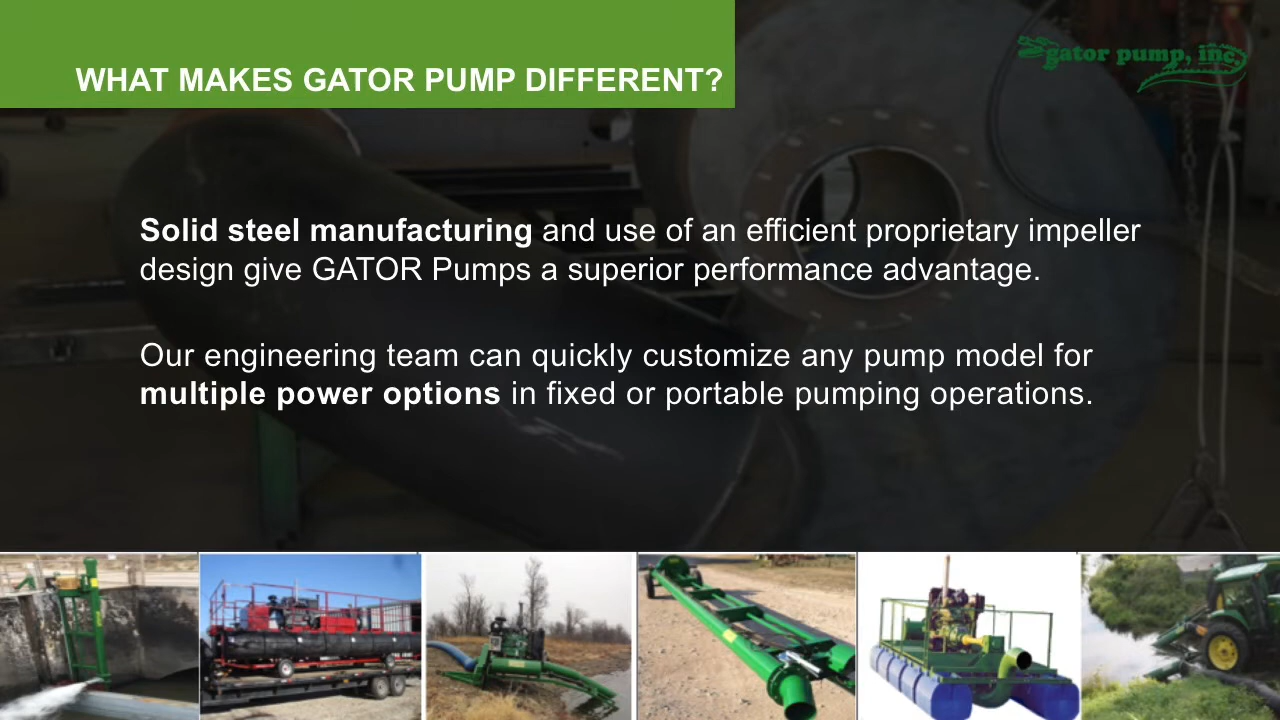 WHAT MAKES GATOR PUMP DIFFERENT?
gator pump, inc.
Solid steel manufacturing and use of an efficient proprietary impeller
design give GATOR Pumps a superior performance advantage.
Our engineering team can quickly customize any pump model for
multiple power options in fixed or portable pumping operations.